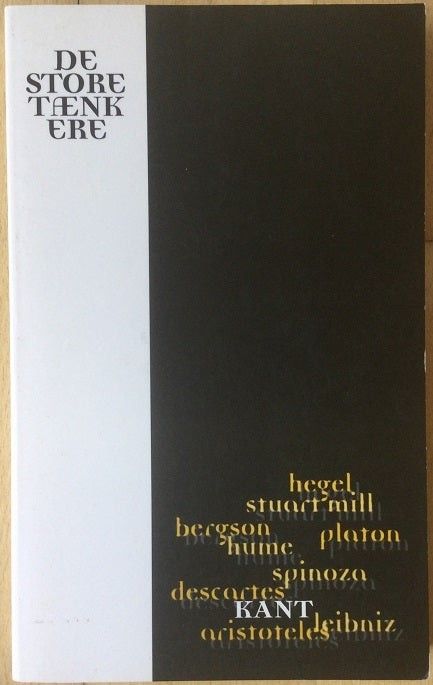 DE
STORE
TÆNK
ERE
hegel
stuart mill
bergson platon
hume
spinoza
descartes
KANT leibniz
aristoteles